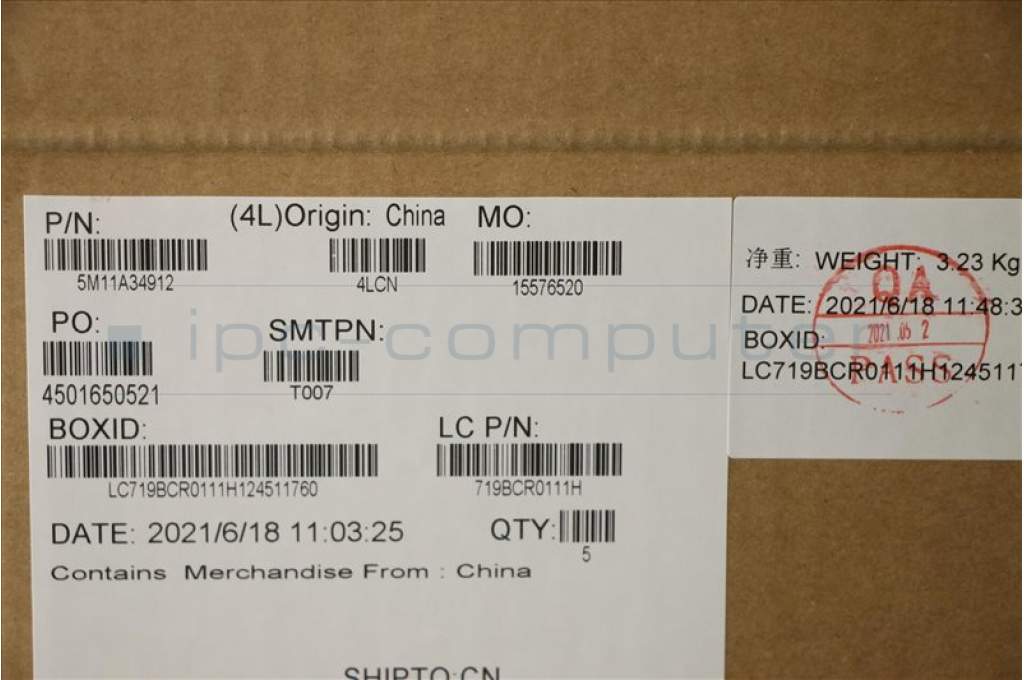 P/N:
5M11A34912
(4L)Origin: China
4LCN
MO:
15576520
PO:
4501650521
SMTPN:
T007
BOXID:
LC719BCR0111H124511760
LC P/N:
719BCR0111H
DATE: 2021/6/18 11:03:25
QTY:
5
Contains Merchandise From : China
SHIPTO:CN
净重: WEIGHT: 3.23 Kg
DATE: 2021/6/18 11:48:3
BOXID:
LC719BCR0111H1245117
QA
PASS
ipc-computer